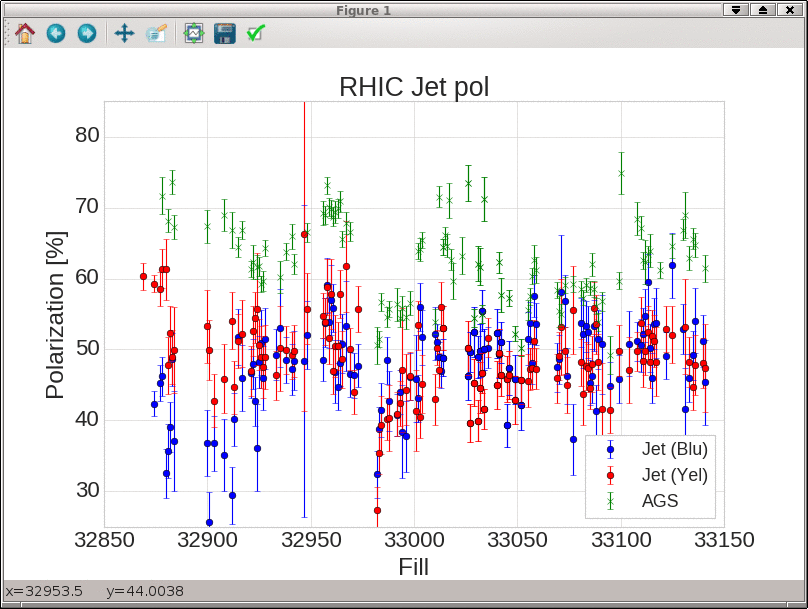 Figure 1
RHIC Jet pol
80
70
60
50
40
30
Polarization [%]
Jet (Blu)
Jet (Yel)
AGS
32850 32900 32950 33000 33050 33100 33150
Fill
x=32953.5 y=44.0038